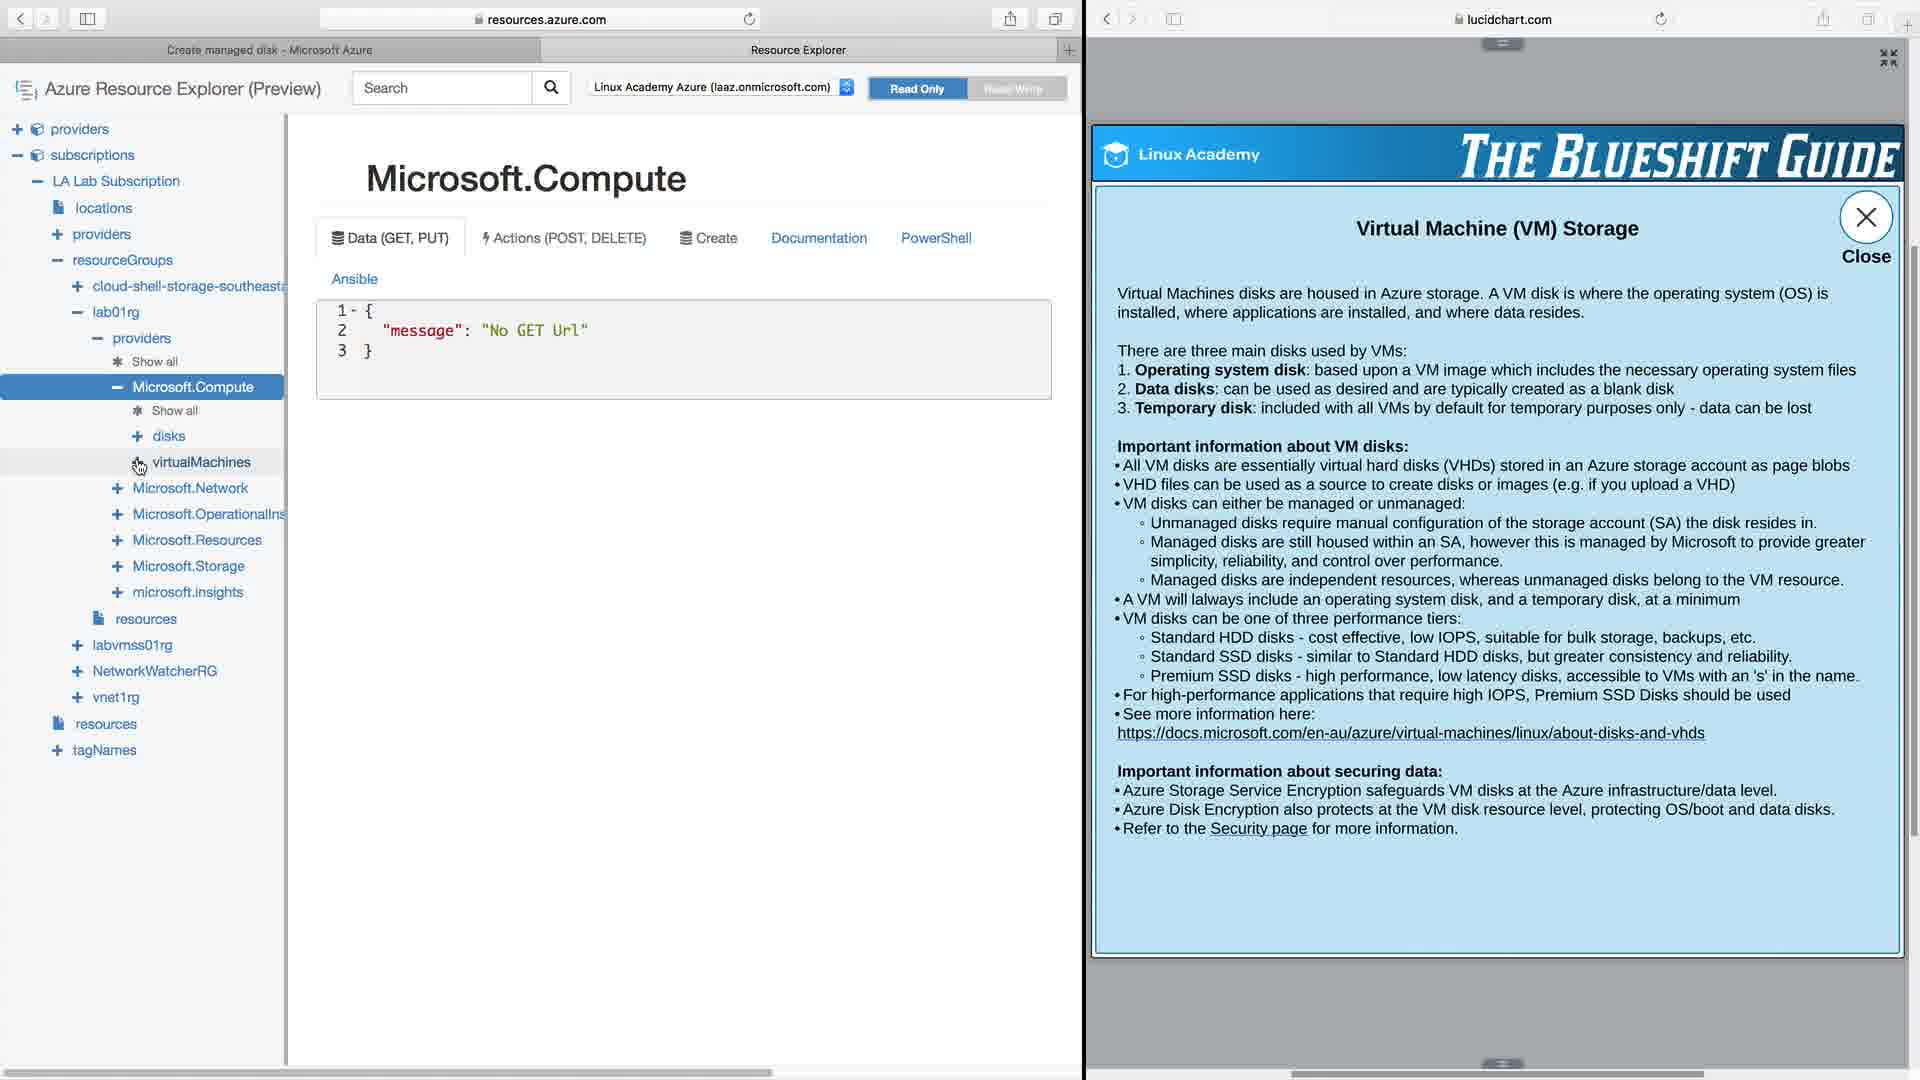 resources.azure.com
Create managed disk - Microsoft Azure
Resource Explorer
Azure Resource Explorer (Preview)
Search
Linux Academy Azure (laaz.onmicrosoft.com)
Read Only
Read/Write
providers
subscriptions
LA Lab Subscription
locations
providers
resourceGroups
cloud-shell-storage-southeasta
lab01rg
providers
Show all
Microsoft.Compute
Show all
disks
virtualMachines
Microsoft.Network
Microsoft.OperationalIns
Microsoft.Resources
Microsoft.Storage
microsoft.insights
resources
labvmss01rg
NetworkWatcherRG
vnet1rg
resources
tagNames
Microsoft.Compute
Data (GET, PUT)
Actions (POST, DELETE)
Create
Documentation
PowerShell
Ansible
1 {
2 "message": "No GET Url"
3 }
lucidchart.com
Linux Academy
THE BLUESHIFT GUIDE
Virtual Machine (VM) Storage
Close
Virtual Machines disks are housed in Azure storage. A VM disk is where the operating system (OS) is
installed, where applications are installed, and where data resides.
There are three main disks used by VMs:
1. Operating system disk: based upon a VM image which includes the necessary operating system files
2. Data disks: can be used as desired and are typically created as a blank disk
3. Temporary disk: included with all VMs by default for temporary purposes only - data can be lost
Important information about VM disks:
• All VM disks are essentially virtual hard disks (VHDs) stored in an Azure storage account as page blobs
• VHD files can be used as a source to create disks or images (e.g. if you upload a VHD)
• VM disks can either be managed or unmanaged:
◦ Unmanaged disks require manual configuration of the storage account (SA) the disk resides in.
◦ Managed disks are still housed within an SA, however this is managed by Microsoft to provide greater
simplicity, reliability, and control over performance.
◦ Managed disks are independent resources, whereas unmanaged disks belong to the VM resource.
• A VM will lalways include an operating system disk, and a temporary disk, at a minimum
• VM disks can be one of three performance tiers:
◦ Standard HDD disks - cost effective, low IOPS, suitable for bulk storage, backups, etc.
◦ Standard SSD disks - similar to Standard HDD disks, but greater consistency and reliability.
◦ Premium SSD disks - high performance, low latency disks, accessible to VMs with an 's' in the name.
• For high-performance applications that require high IOPS, Premium SSD Disks should be used
• See more information here:
https://docs.microsoft.com/en-au/azure/virtual-machines/linux/about-disks-and-vhds
Important information about securing data:
• Azure Storage Service Encryption safeguards VM disks at the Azure infrastructure/data level.
• Azure Disk Encryption also protects at the VM disk resource level, protecting OS/boot and data disks.
• Refer to the Security page for more information.